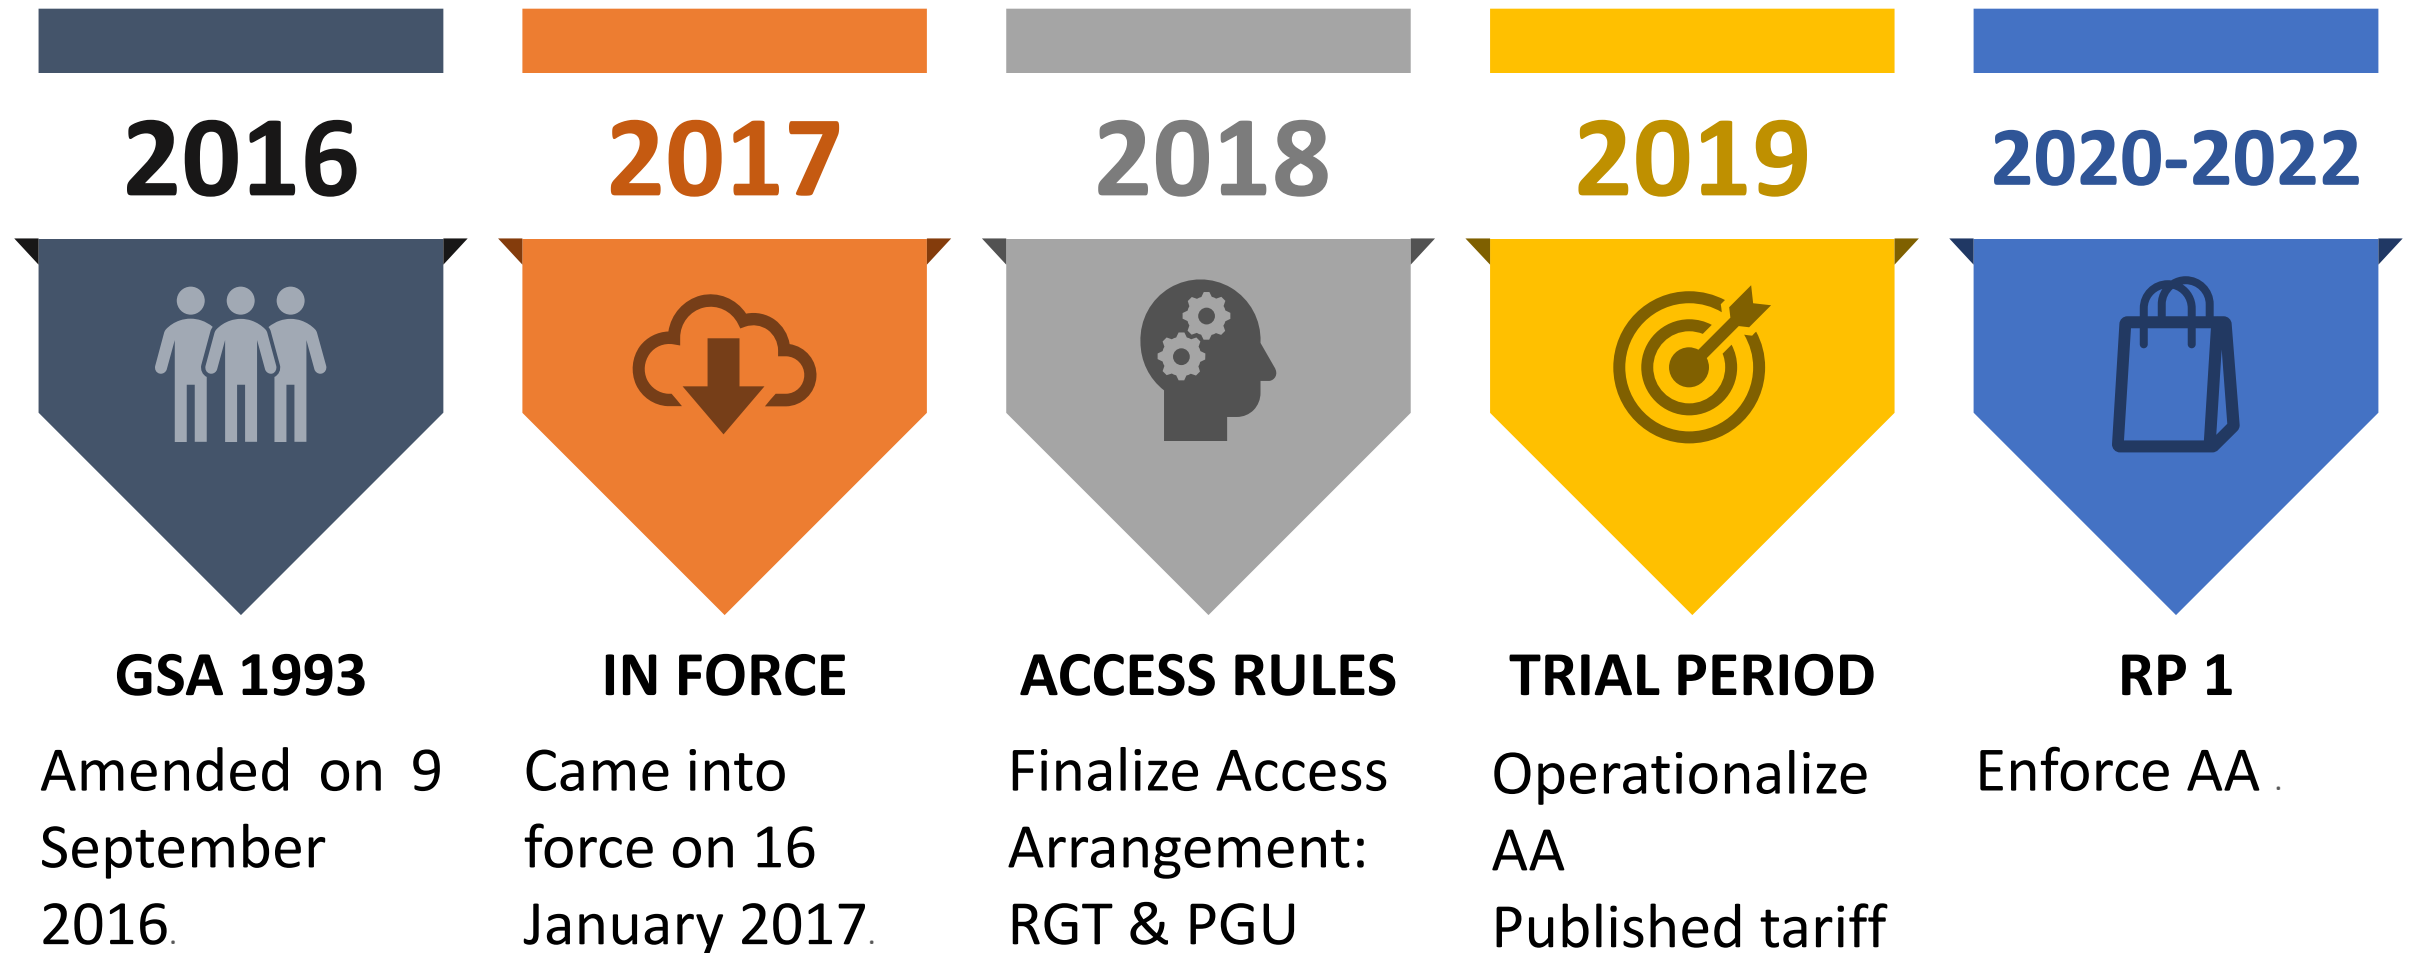 2016
GSA 1993
Amended on 9
September
2016.
2017
IN FORCE
Came into
force on 16
January 2017.
2018
ACCESS RULES
Finalize Access
Arrangement:
RGT & PGU
2019
TRIAL PERIOD
Operationalize
AA
Published tariff
2020-2022
RP 1
Enforce AA .